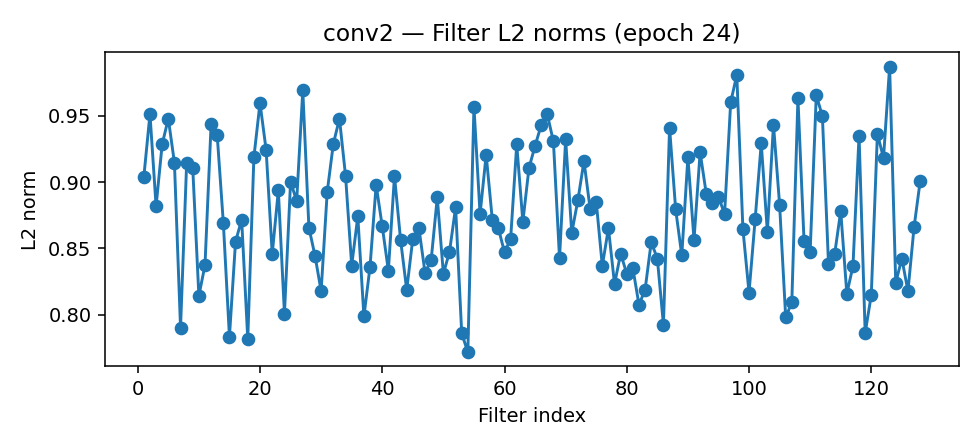 conv2 — Filter L2 norms (epoch 24)
0.95
0.90
0.85
0.80
L2 norm
0 20 40 60 80 100 120
Filter index